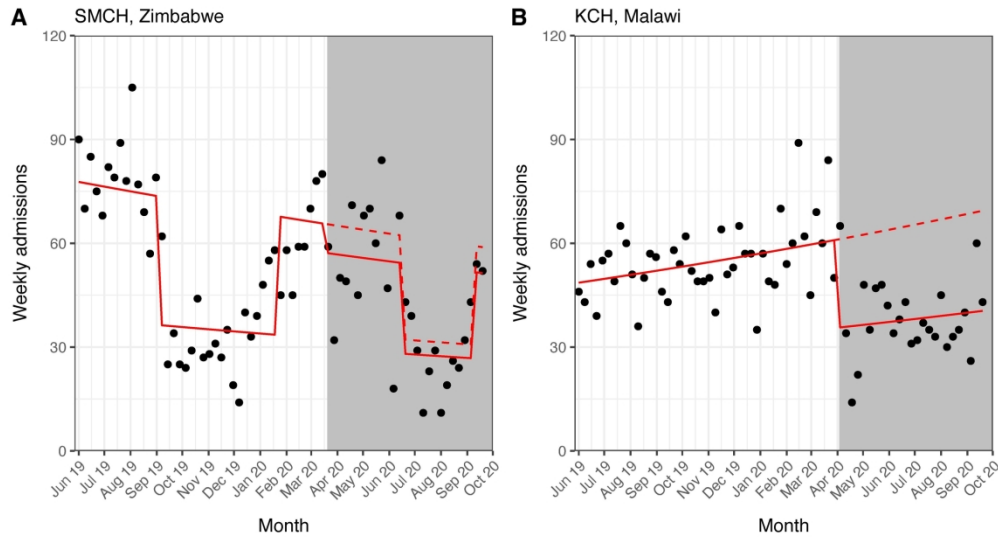 A SMCH, Zimbabwe
120
90
60
30
0
Weekly admissions
Jun 19 Jul 19 Aug 19 Sep 19 Oct 19 Nov 19 Dec 19 Jan 20 Feb 20 Mar 20 Apr 20 May 20 Jun 20 Jul 20 Aug 20 Sep 20 Oct 20
Month
B KCH, Malawi
120
90
60
30
0
Weekly admissions
Jun 19 Jul 19 Aug 19 Sep 19 Oct 19 Nov 19 Dec 19 Jan 20 Feb 20 Mar 20 Apr 20 May 20 Jun 20 Jul 20 Aug 20 Sep 20 Oct 20
Month